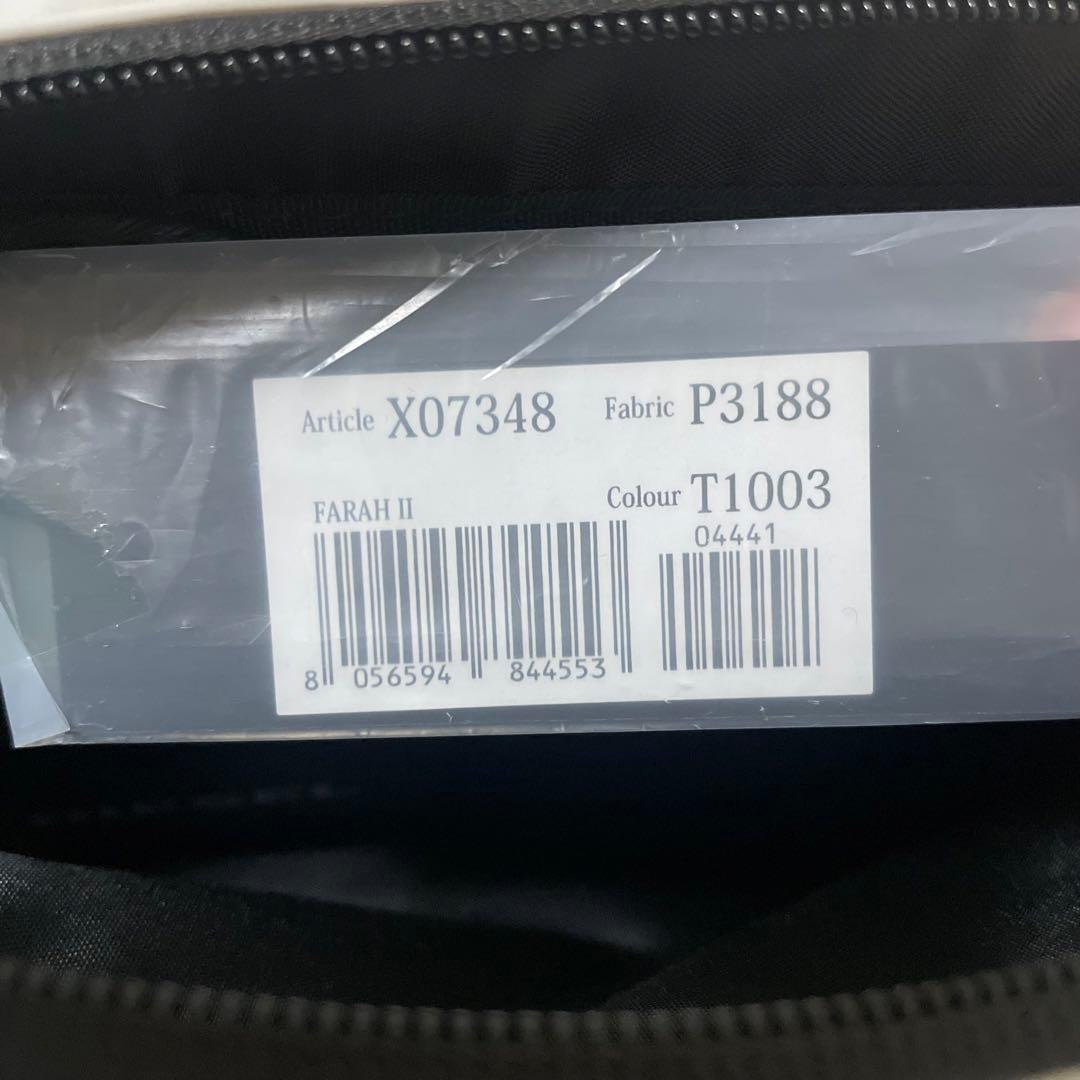 Article X07348 Fabric P3188
FARAH II Colour T1003
04441
8 056594 844553